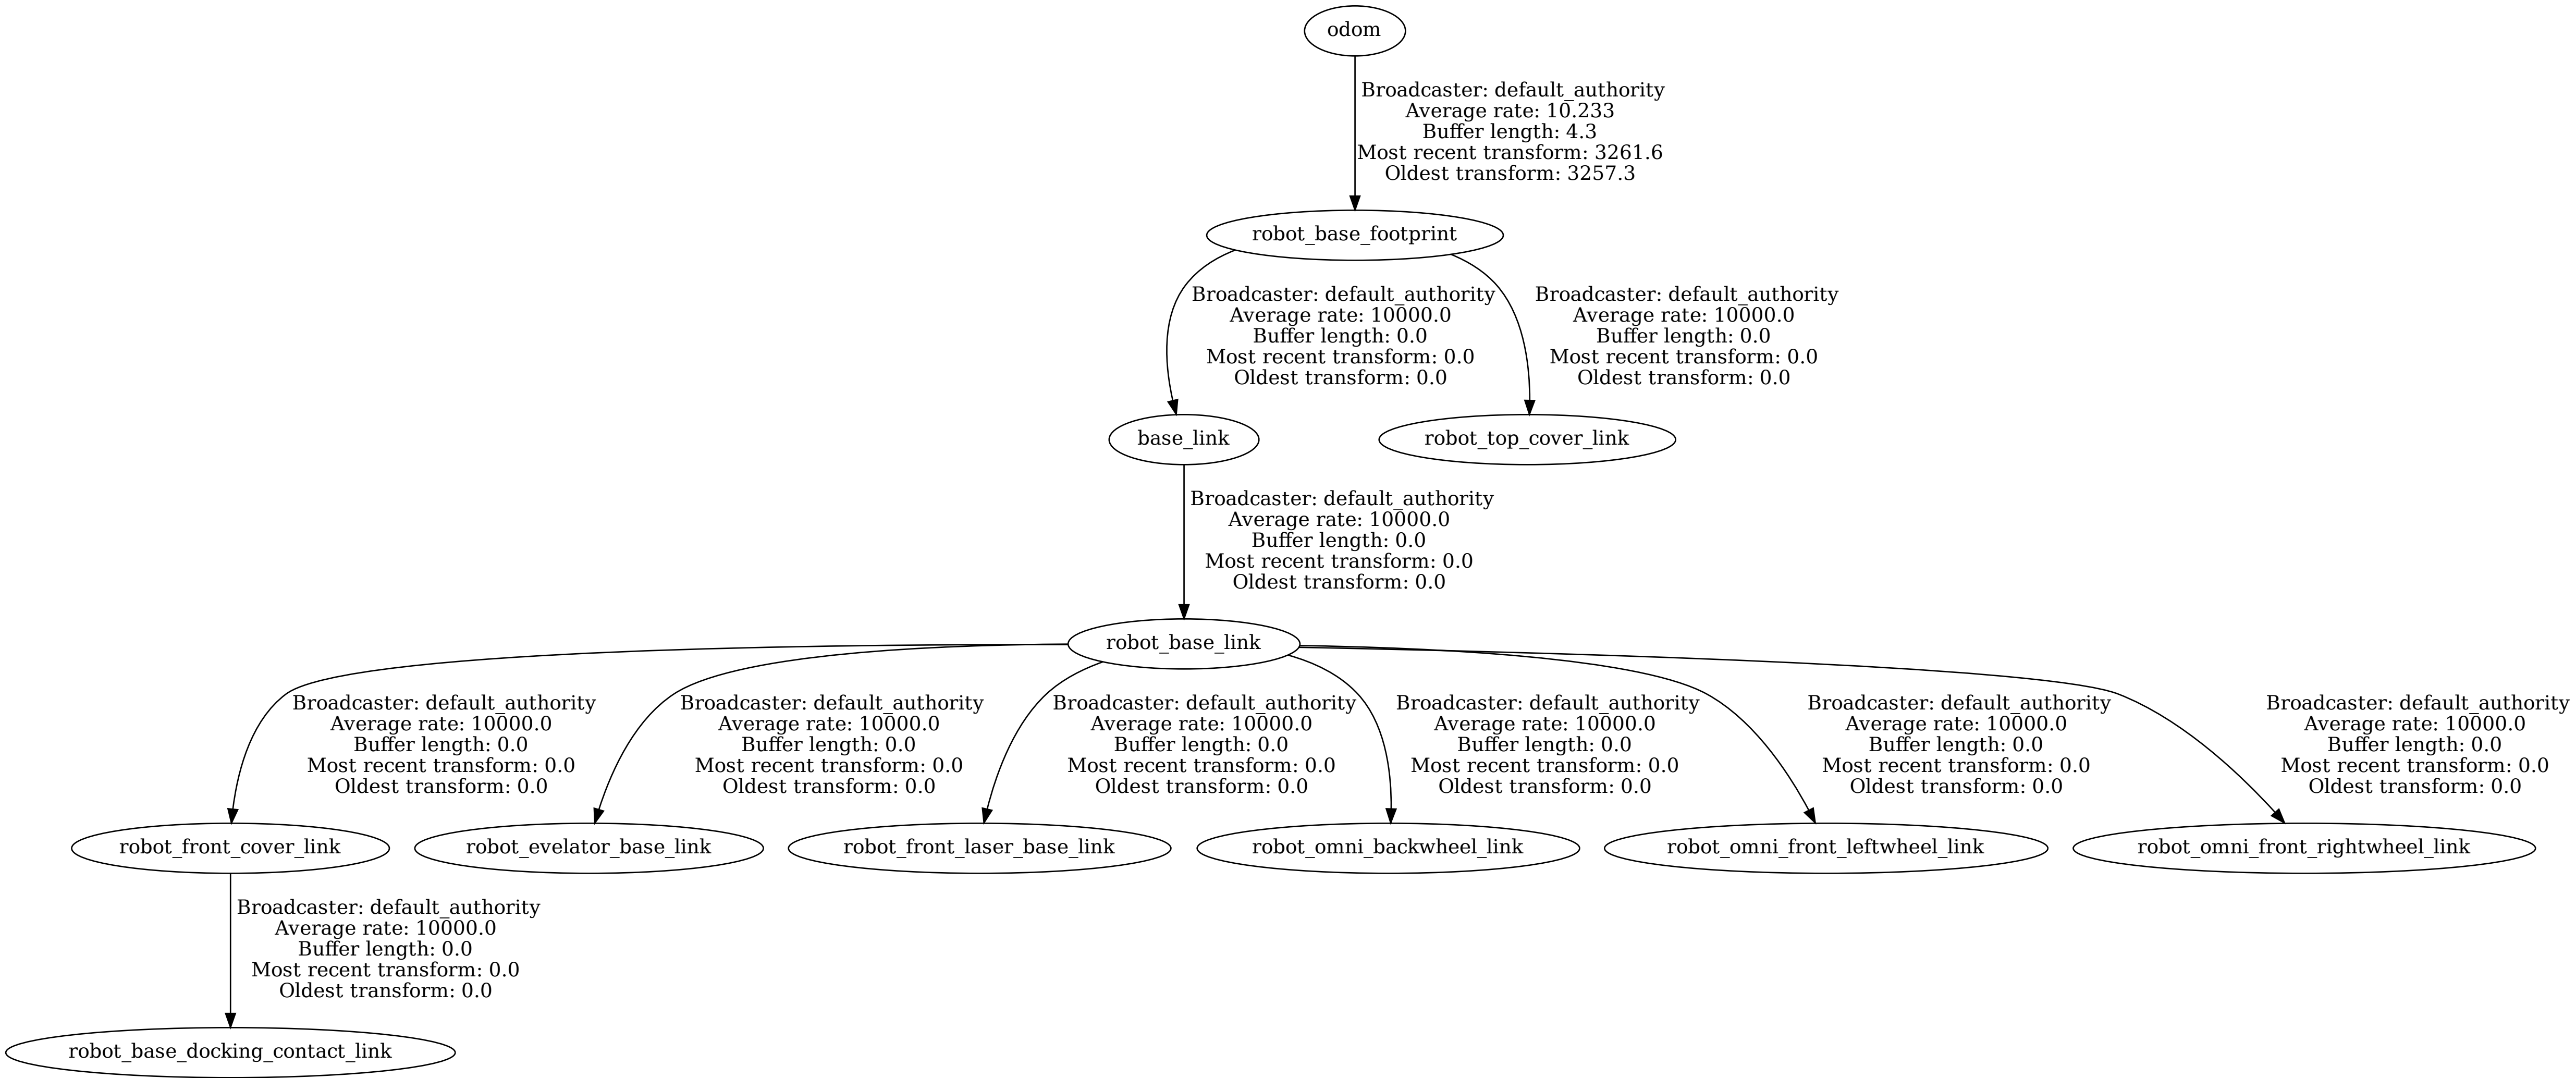 odom
Broadcaster: default_authority
Average rate: 10.233
Buffer length: 4.3
Most recent transform: 3261.6
Oldest transform: 3257.3
robot_base_footprint
Broadcaster: default_authority
Average rate: 10000.0
Buffer length: 0.0
Most recent transform: 0.0
Oldest transform: 0.0
Broadcaster: default_authority
Average rate: 10000.0
Buffer length: 0.0
Most recent transform: 0.0
Oldest transform: 0.0
base_link
robot_top_cover_link
Broadcaster: default_authority
Average rate: 10000.0
Buffer length: 0.0
Most recent transform: 0.0
Oldest transform: 0.0
robot_base_link
Broadcaster: default_authority
Average rate: 10000.0
Buffer length: 0.0
Most recent transform: 0.0
Oldest transform: 0.0
Broadcaster: default_authority
Average rate: 10000.0
Buffer length: 0.0
Most recent transform: 0.0
Oldest transform: 0.0
Broadcaster: default_authority
Average rate: 10000.0
Buffer length: 0.0
Most recent transform: 0.0
Oldest transform: 0.0
Broadcaster: default_authority
Average rate: 10000.0
Buffer length: 0.0
Most recent transform: 0.0
Oldest transform: 0.0
Broadcaster: default_authority
Average rate: 10000.0
Buffer length: 0.0
Most recent transform: 0.0
Oldest transform: 0.0
Broadcaster: default_authority
Average rate: 10000.0
Buffer length: 0.0
Most recent transform: 0.0
Oldest transform: 0.0
robot_front_cover_link
robot_evelator_base_link
robot_front_laser_base_link
robot_omni_backwheel_link
robot_omni_front_leftwheel_link
robot_omni_front_rightwheel_link
Broadcaster: default_authority
Average rate: 10000.0
Buffer length: 0.0
Most recent transform: 0.0
Oldest transform: 0.0
robot_base_docking_contact_link